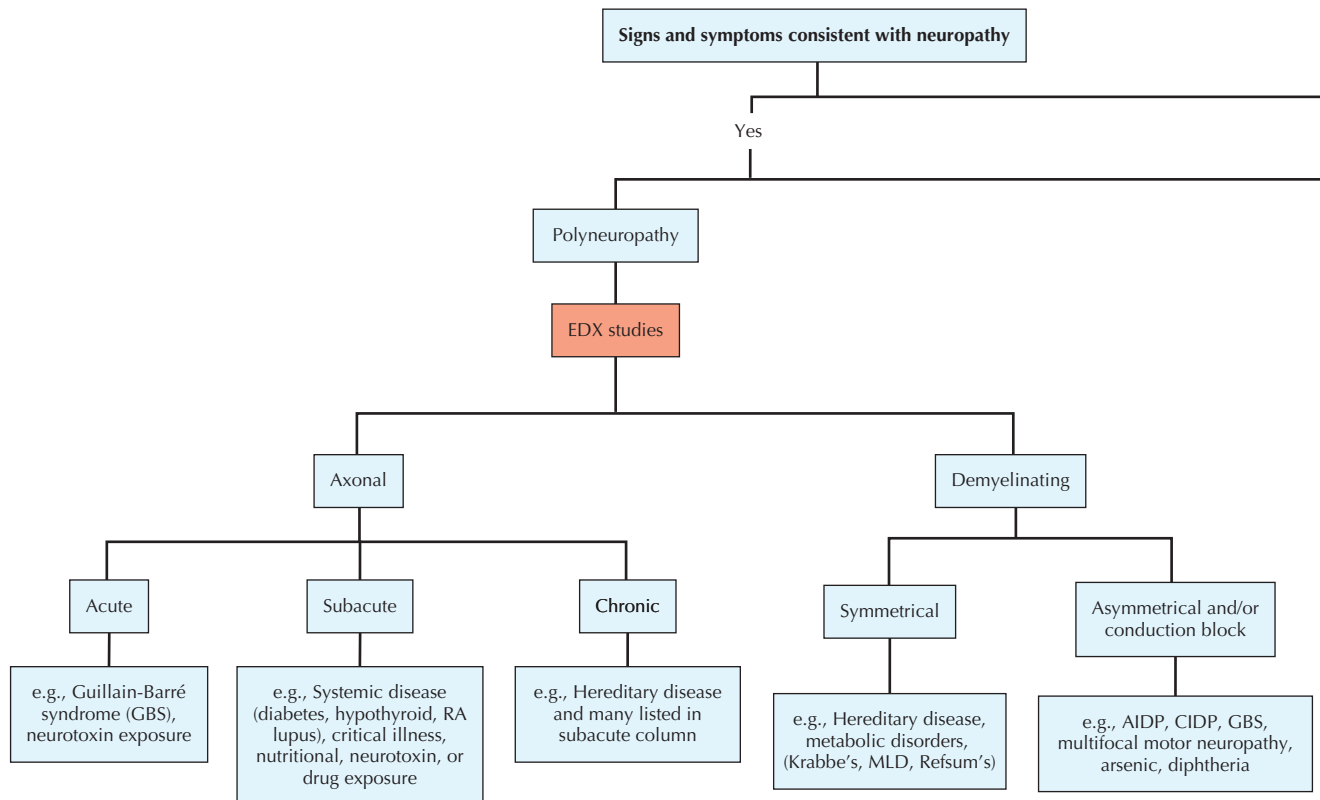 Signs and symptoms consistent with neuropathy
Yes
Polyneuropathy
EDX studies
Axonal
Demyelinating
Acute
Subacute
Chronic
Symmetrical
Asymmetrical and/or
conduction block
e.g., Guillain-Barré
syndrome (GBS),
neurotoxin exposure
e.g., Systemic disease
(diabetes, hypothyroid, RA
lupus), critical illness,
nutritional, neurotoxin, or
drug exposure
e.g., Hereditary disease
and many listed in
subacute column
e.g., Hereditary disease,
metabolic disorders,
(Krabbe's, MLD, Refsum's)
e.g., AIDP, CIDP, GBS,
multifocal motor neuropathy,
arsenic, diphtheria